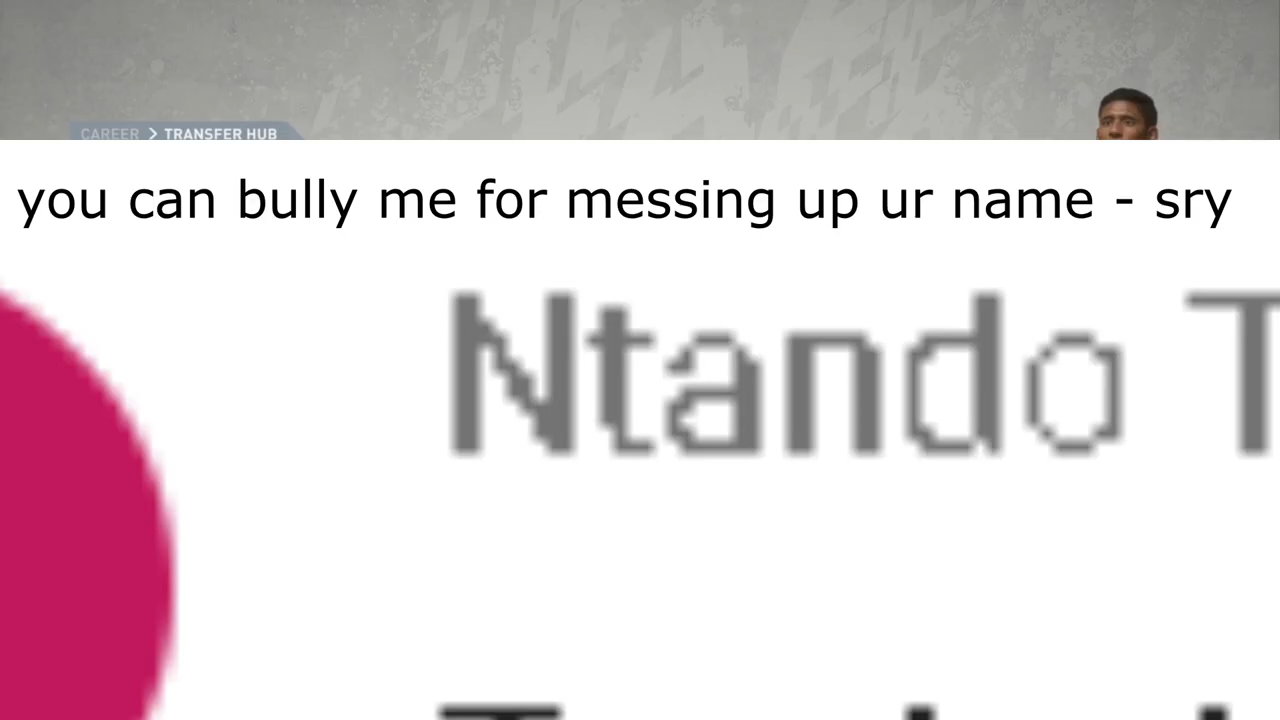 CAREER > TRANSFER HUB
you can bully me for messing up ur name - sry
Ntando T